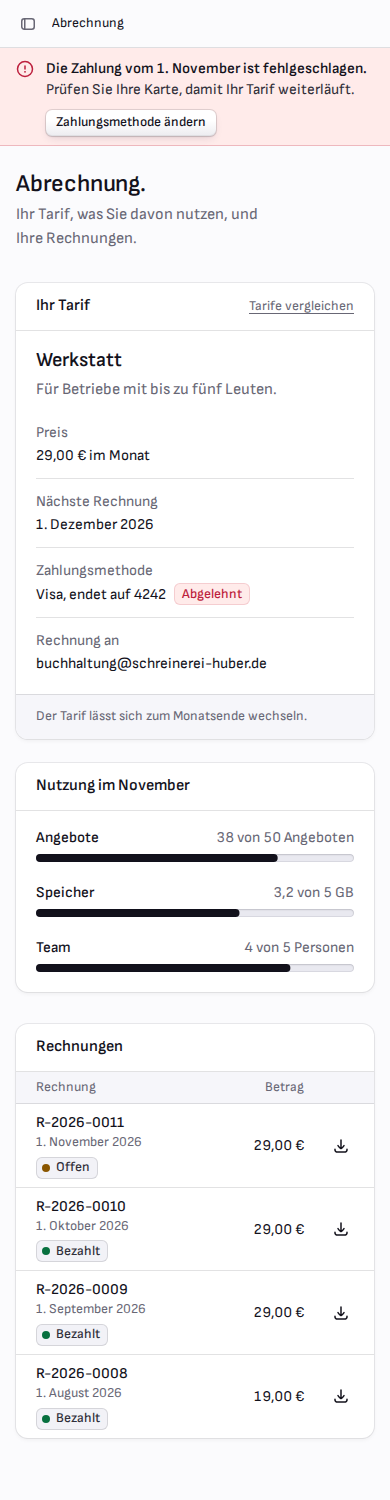 Abrechnung
Die Zahlung vom 1. November ist fehlgeschlagen.
Prüfen Sie Ihre Karte, damit Ihr Tarif weiterläuft.
Zahlungsmethode ändern
Abrechnung.
Ihr Tarif, was Sie davon nutzen, und
Ihre Rechnungen.
Ihr Tarif
Tarife vergleichen
Werkstatt
Für Betriebe mit bis zu fünf Leuten.
Preis
29,00 € im Monat
Nächste Rechnung
1. Dezember 2026
Zahlungsmethode
Visa, endet auf 4242 Abgelehnt
Rechnung an
buchhaltung@schreinerei-huber.de
Der Tarif lässt sich zum Monatsende wechseln.
Nutzung im November
Angebote 38 von 50 Angeboten
Speicher 3,2 von 5 GB
Team 4 von 5 Personen
Rechnungen
Rechnung Betrag
R-2026-0011
1. November 2026
29,00 €
Offen
R-2026-0010
1. Oktober 2026
29,00 €
Bezahlt
R-2026-0009
1. September 2026
29,00 €
Bezahlt
R-2026-0008
1. August 2026
19,00 €
Bezahlt